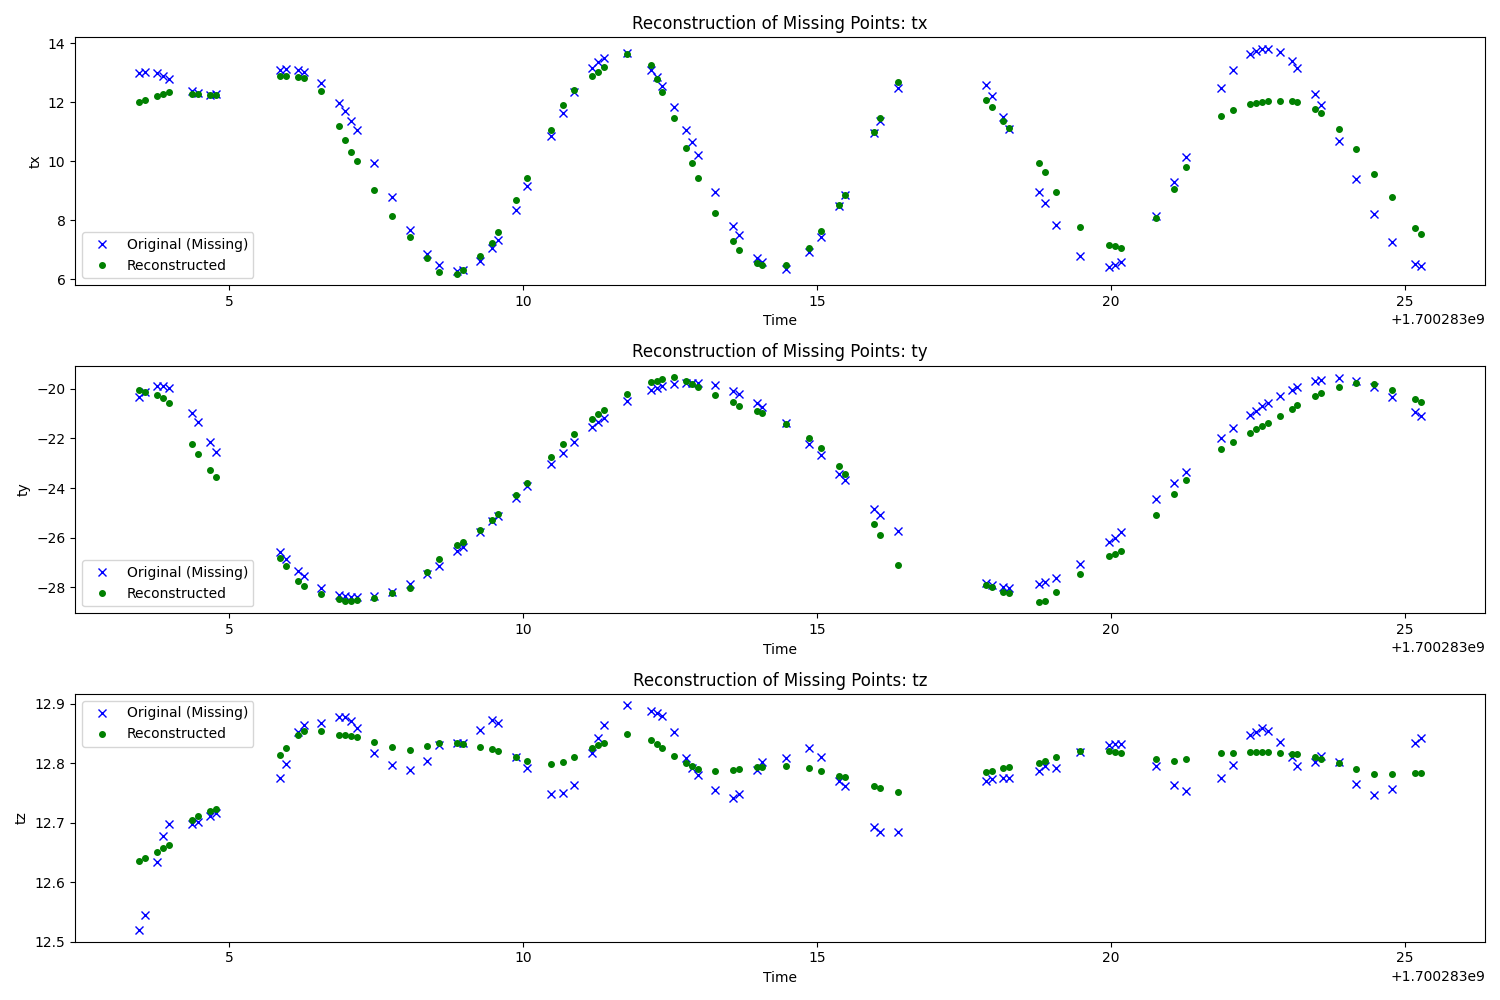 Reconstruction of Missing Points: tx
14
12
10
8
6
tx
Original (Missing)
Reconstructed
5 10 15 20 25
Time
+1.700283e9
Reconstruction of Missing Points: ty
−20
−22
−24
−26
−28
ty
Original (Missing)
Reconstructed
5 10 15 20 25
Time
+1.700283e9
Reconstruction of Missing Points: tz
12.9
12.8
12.7
12.6
12.5
tz
Original (Missing)
Reconstructed
5 10 15 20 25
Time
+1.700283e9